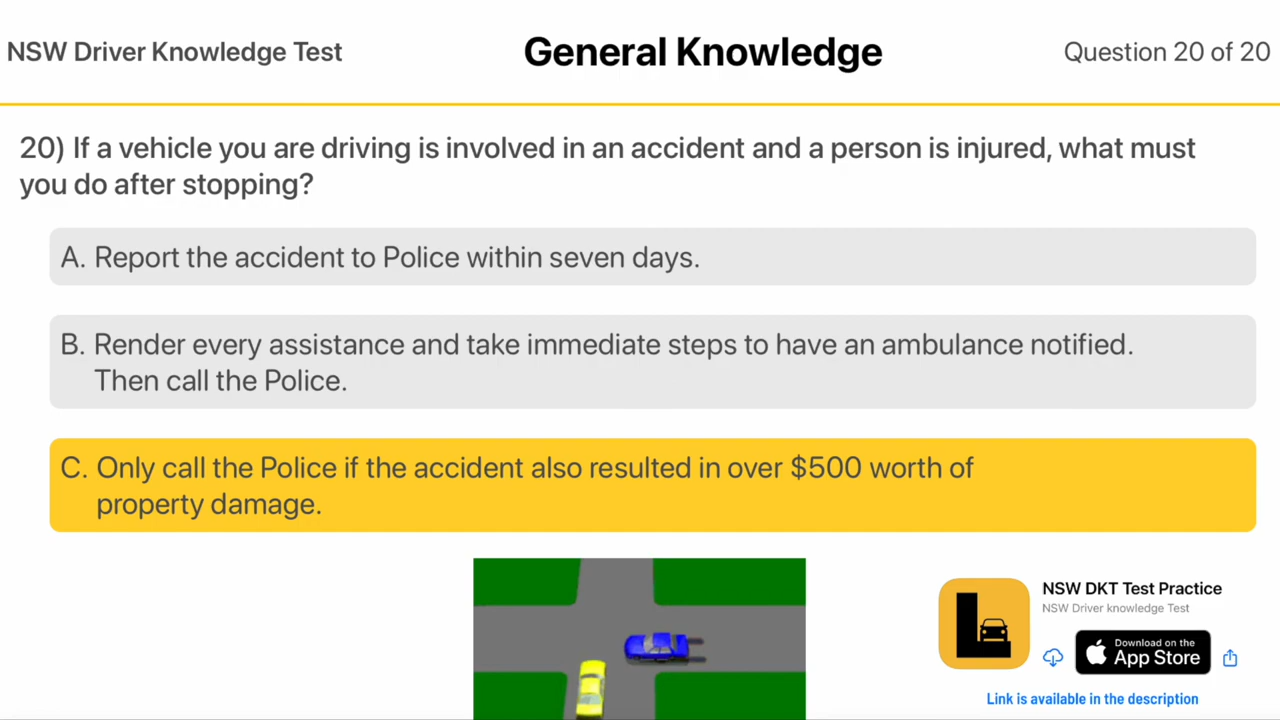 NSW Driver Knowledge Test
General Knowledge
Question 20 of 20
20) If a vehicle you are driving is involved in an accident and a person is injured, what must
you do after stopping?
A. Report the accident to Police within seven days.
B. Render every assistance and take immediate steps to have an ambulance notified.
Then call the Police.
C. Only call the Police if the accident also resulted in over $500 worth of
property damage.
NSW DKT Test Practice
NSW Driver knowledge Test
Download on the
App Store
Link is available in the description